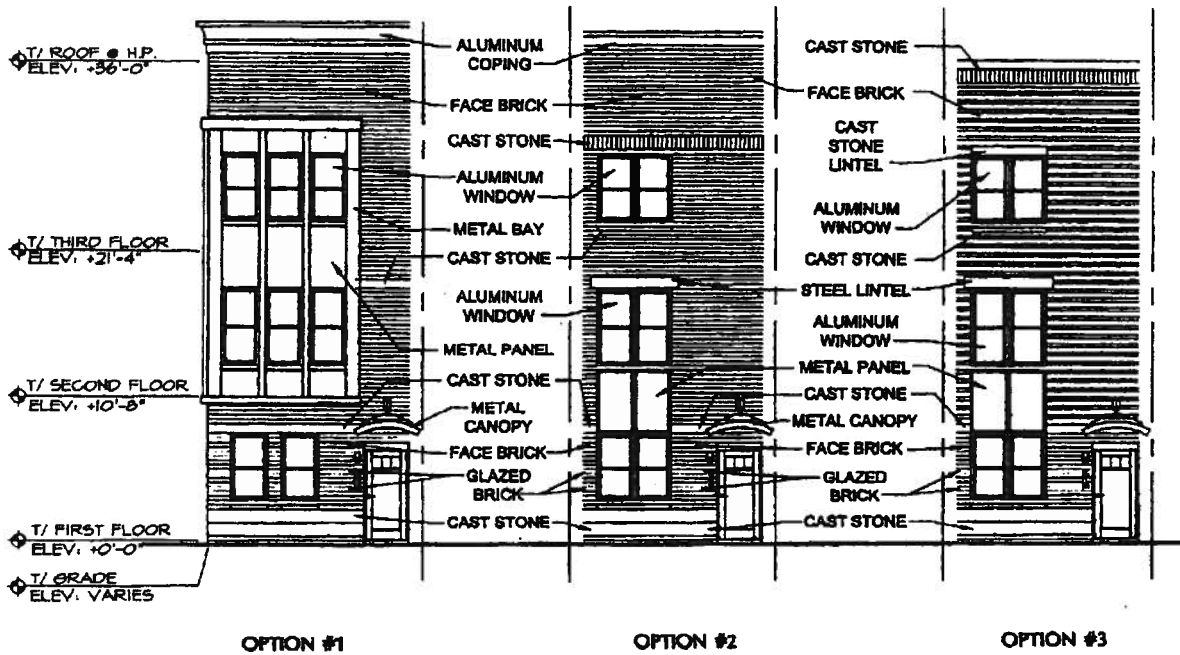 T/ ROOF @ H.P.
ELEV: +36'-0"
T/ THIRD FLOOR
ELEV: +21'-4"
T/ SECOND FLOOR
ELEV: +10'-8"
T/ FIRST FLOOR
ELEV: +0'-0"
T/ GRADE
ELEV: VARIES
ALUMINUM
COPING
FACE BRICK
CAST STONE
ALUMINUM
WINDOW
METAL BAY
CAST STONE
ALUMINUM
WINDOW
METAL PANEL
CAST STONE
METAL
CANOPY
FACE BRICK
GLAZED
BRICK
CAST STONE
CAST STONE
FACE BRICK
CAST
STONE
LINTEL
ALUMINUM
WINDOW
CAST STONE
STEEL LINTEL
ALUMINUM
WINDOW
METAL PANEL
CAST STONE
METAL CANOPY
FACE BRICK
GLAZED
BRICK
CAST STONE
OPTION #1
OPTION #2
OPTION #3